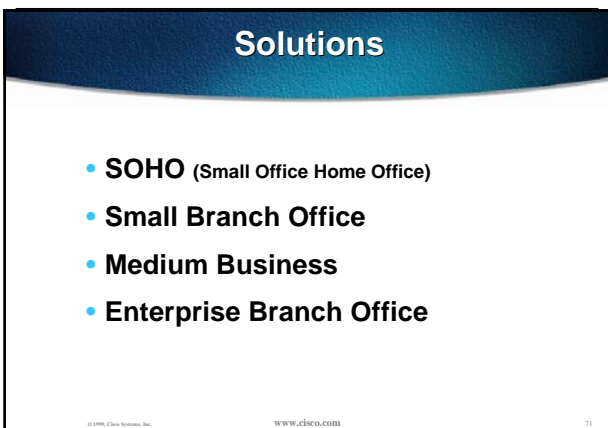 Solutions
• SOHO (Small Office Home Office)
• Small Branch Office
• Medium Business
• Enterprise Branch Office
© 1999, Cisco Systems, Inc. www.cisco.com 71